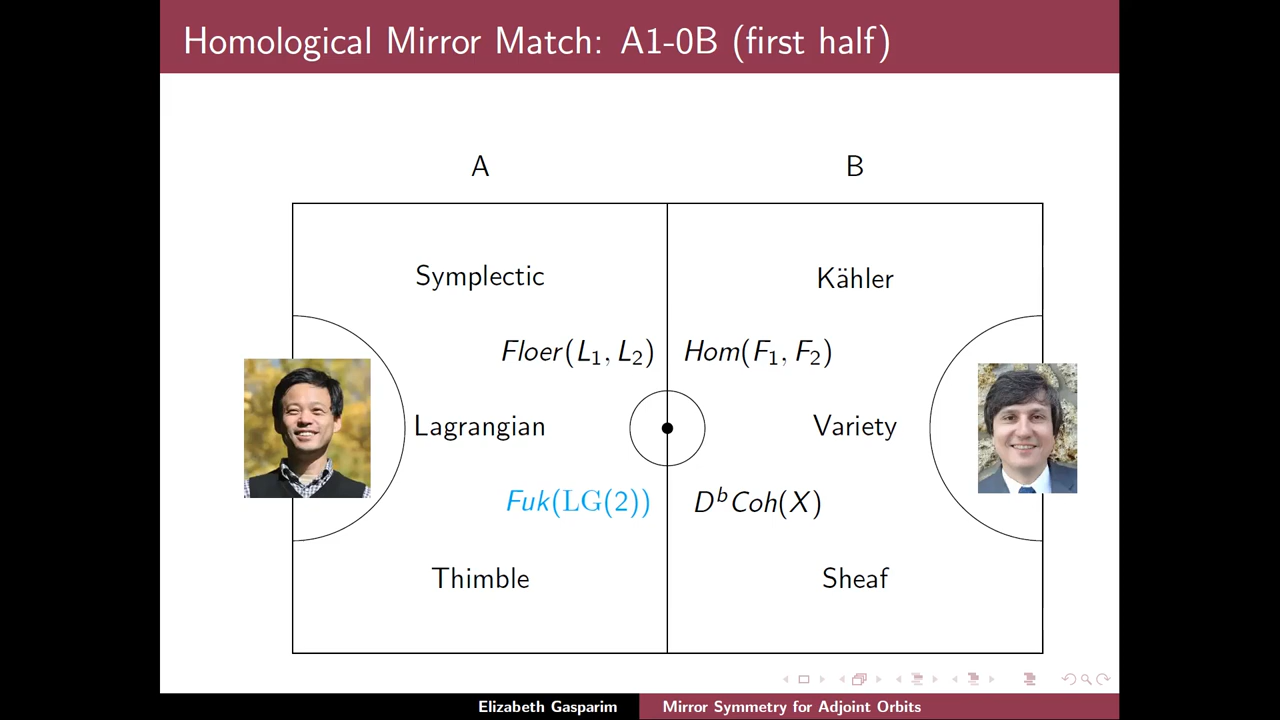 Homological Mirror Match: A1-0B (first half)
A B
Symplectic Kähler
Floer(L₁, L₂) Hom(F₁, F₂)
Lagrangian Variety
Fuk(LG(2)) DᵇCoh(X)
Thimble Sheaf
Elizabeth Gasparim Mirror Symmetry for Adjoint Orbits